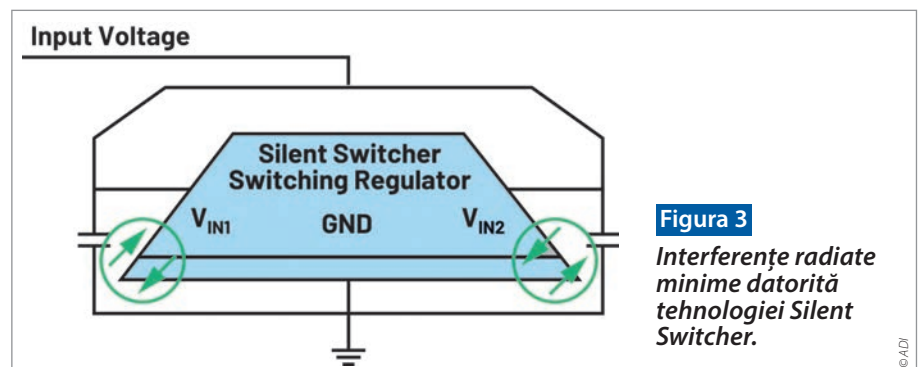 Input Voltage
Silent Switcher
Switching Regulator
VIN1 GND VIN2
Figura 3
Interferențe radiate
minime datorită
tehnologiei Silent
Switcher.
© ADI